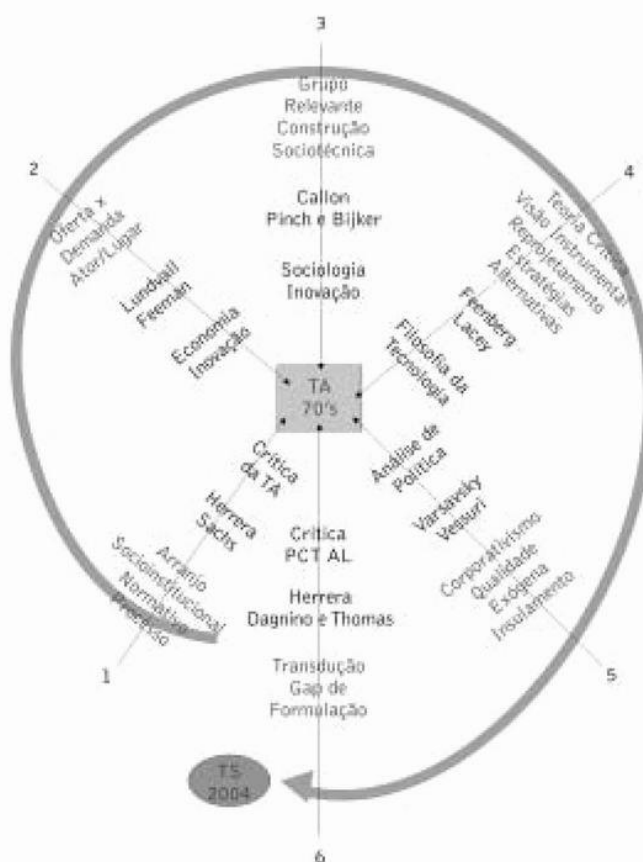 3
Grupo
Relevante
Construção
Sociotécnica
Callon
Pinch e Bijker
Sociologia
Inovação
2
Oferta x
Demanda
Ator/Lugar
Lundvall
Feeman
Economia
Inovação
4
Teoria Crítica
Visão Instrumental
Reprojetamento
Estratégias
Alternativas
Feenberg
Lacey
Filosofia da
Tecnologia
TA
70's
Crítica
da TA
Herrera
Sachs
Arranjo
Socioinstitucional
Normativo
1
Crítica
PCT AL
Herrera
Dagnino e Thomas
Transdução
Gap de
Formulação
6
Análise de
Política
Varsavsky
Vessuri
Corporativismo
Qualidade
Exógena
Insulamento
5
TS
2004